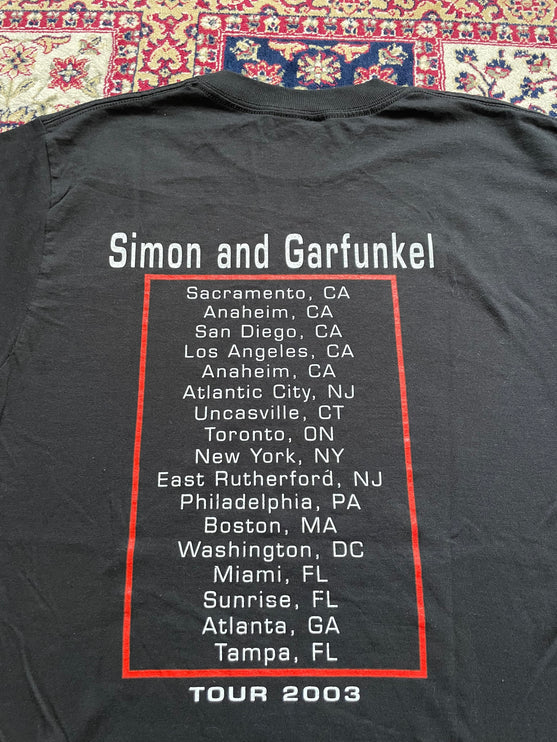 Simon and Garfunkel
Sacramento, CA
Anaheim, CA
San Diego, CA
Los Angeles, CA
Anaheim, CA
Atlantic City, NJ
Uncasville, CT
Toronto, ON
New York, NY
East Rutherford, NJ
Philadelphia, PA
Boston, MA
Washington, DC
Miami, FL
Sunrise, FL
Atlanta, GA
Tampa, FL
TOUR 2003